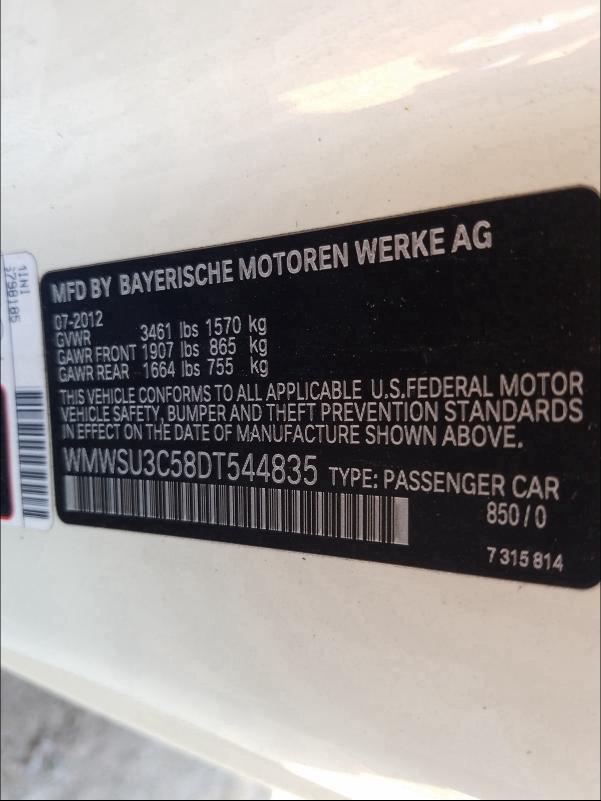 MFD BY BAYERISCHE MOTOREN WERKE AG
07-2012
GVWR 3461 lbs 1570 kg
GAWR FRONT 1907 lbs 865 kg
GAWR REAR 1664 lbs 755 kg
THIS VEHICLE CONFORMS TO ALL APPLICABLE U.S.FEDERAL MOTOR
VEHICLE SAFETY, BUMPER AND THEFT PREVENTION STANDARDS
IN EFFECT ON THE DATE OF MANUFACTURE SHOWN ABOVE.
WMWSU3C58DT544835 TYPE: PASSENGER CAR
850/0
7 315 814